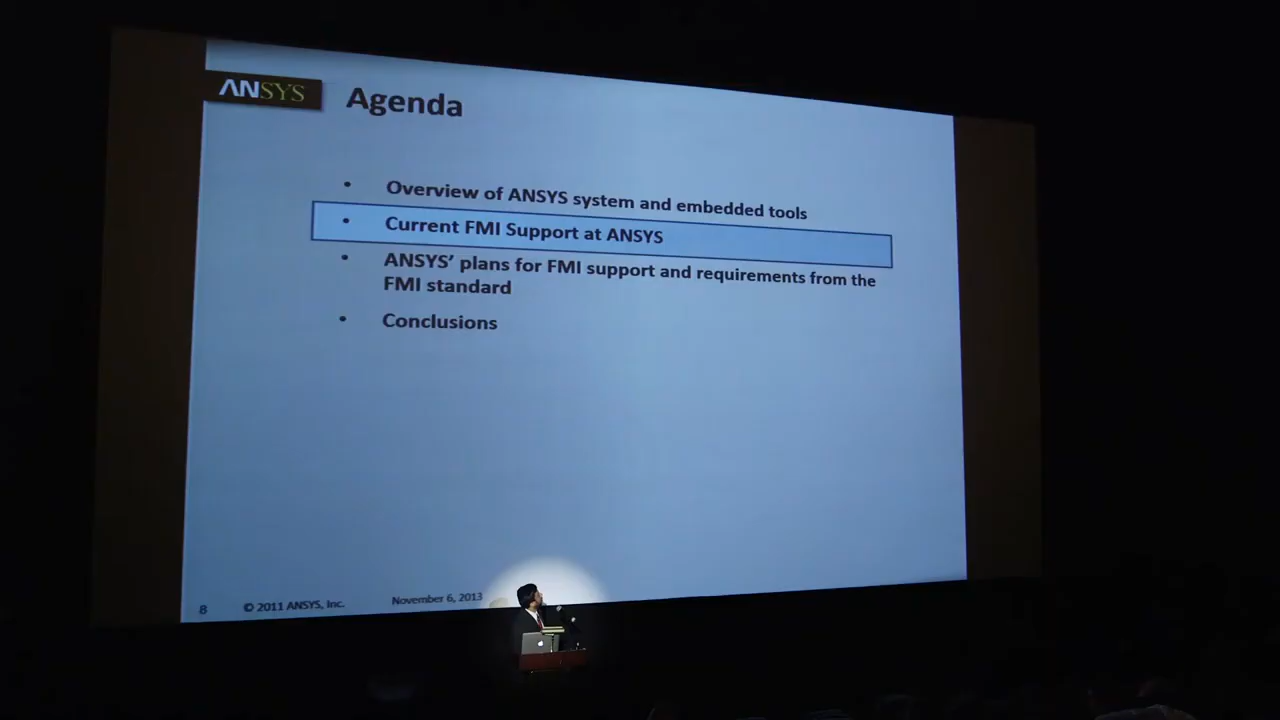 ANSYS
Agenda
• Overview of ANSYS system and embedded tools
• Current FMI Support at ANSYS
• ANSYS’ plans for FMI support and requirements from the
FMI standard
• Conclusions
8 © 2011 ANSYS, Inc. November 6, 2013